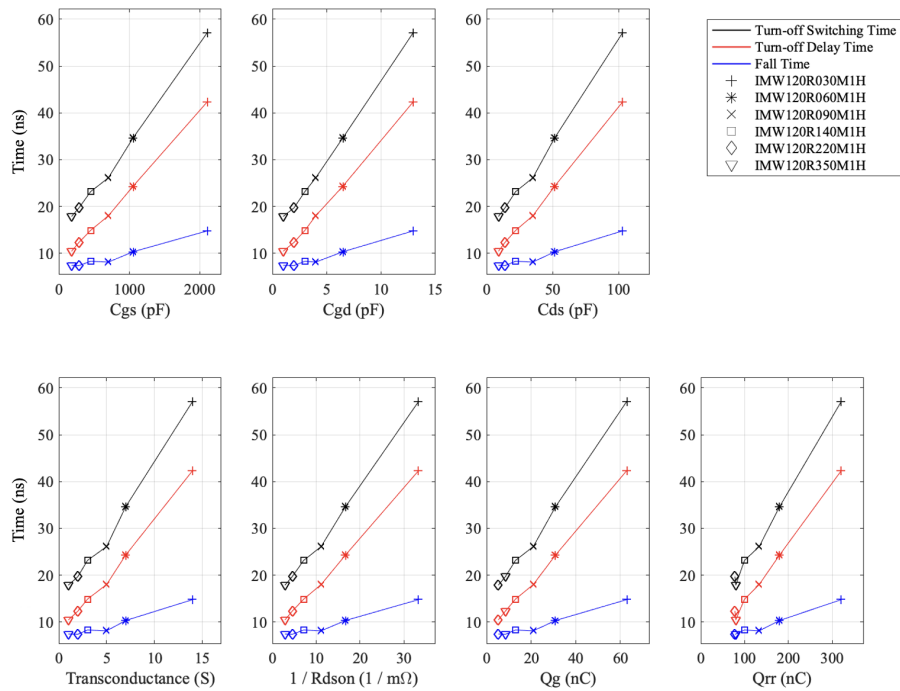 60
50
40
30
20
10
Time (ns)
0 1000 2000
Cgs (pF)
60
50
40
30
20
10
0 5 10 15
Cgd (pF)
60
50
40
30
20
10
0 50 100
Cds (pF)
Turn-off Switching Time
Turn-off Delay Time
Fall Time
IMW120R030M1H
IMW120R060M1H
IMW120R090M1H
IMW120R140M1H
IMW120R220M1H
IMW120R350M1H
60
50
40
30
20
10
Time (ns)
0 5 10 15
Transconductance (S)
60
50
40
30
20
10
0 10 20 30
1 / Rdson (1 / mΩ)
60
50
40
30
20
10
0 20 40 60
Qg (nC)
60
50
40
30
20
10
0 100 200 300
Qrr (nC)